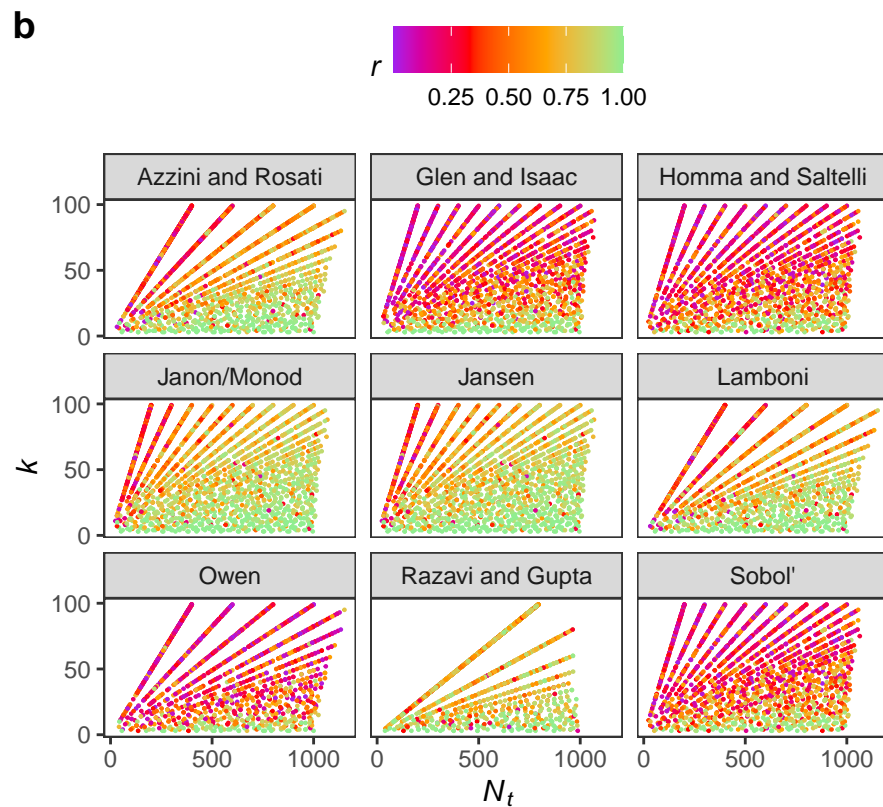 b
r
0.25 0.50 0.75 1.00
Azzini and Rosati Glen and Isaac Homma and Saltelli
100
50
0
Janon/Monod Jansen Lamboni
100
50
0
k
Owen Razavi and Gupta Sobol'
100
50
0
0 500 1000 0 500 1000 0 500 1000
N_t